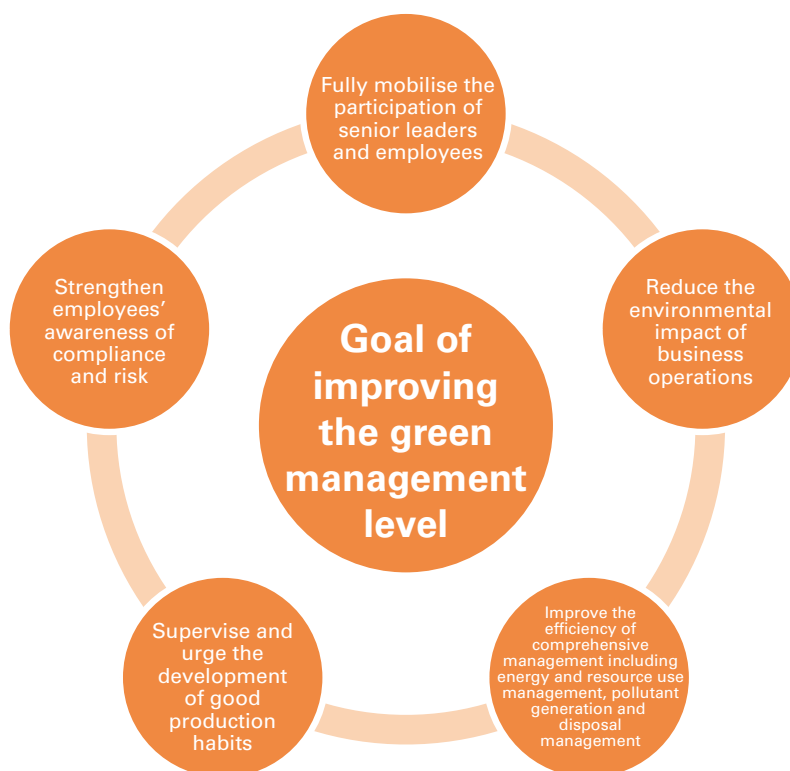 Fully mobilise the
participation of
senior leaders
and employees
Reduce the
environmental
impact of
business
operations
Improve the
efficiency of
comprehensive
management including
energy and resource use
management, pollutant
generation and
disposal
management
Supervise and
urge the
development
of good
production
habits
Strengthen
employees’
awareness of
compliance
and risk
Goal of
improving
the green
management
level